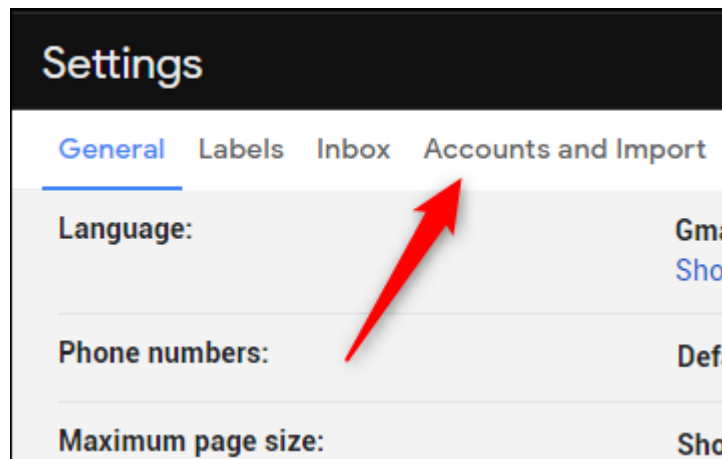 Settings
General Labels Inbox Accounts and Import
Language:
Phone numbers:
Maximum page size: